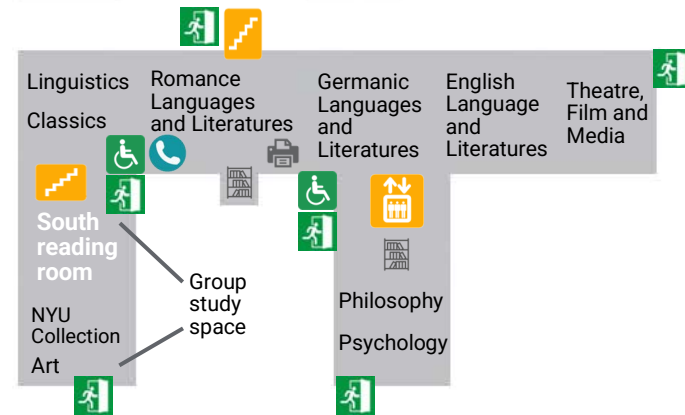 Linguistics
Classics
Romance
Languages
and Literatures
Germanic
Languages
and
Literatures
English
Language
and
Literatures
Theatre,
Film and
Media
South
reading
room
Group
study
space
NYU
Collection
Art
Philosophy
Psychology